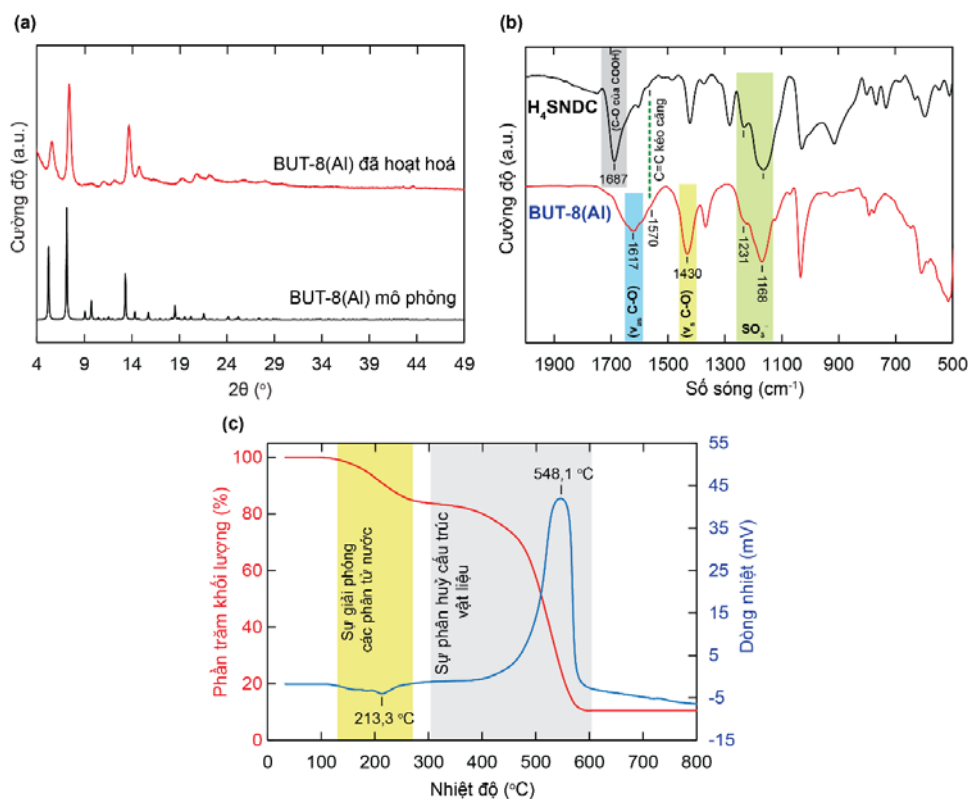 (a)
Cường độ (a.u.)
BUT-8(Al) đã hoạt hoá
BUT-8(Al) mô phỏng
4 9 14 19 24 29 34 39 44 49
2θ (°)
(b)
Cường độ (a.u.)
H₄SNDC
(C-O của COOH)
1687
C=C kéo căng
BUT-8(Al)
1617
1570
1430
1231
1168
(νas C-O)
(νs C-O)
SO₃⁻
1900 1700 1500 1300 1100 900 700 500
Số sóng (cm⁻¹)
(c)
Phần trăm khối lượng (%)
100
80
60
40
20
0
Sự giải phóng
các phân tử nước
Sự phân huỷ cấu trúc
vật liệu
548,1 °C
213,3 °C
55
45
35
25
15
5
-5
-15
Dòng nhiệt (mV)
0 100 200 300 400 500 600 700 800
Nhiệt độ (°C)